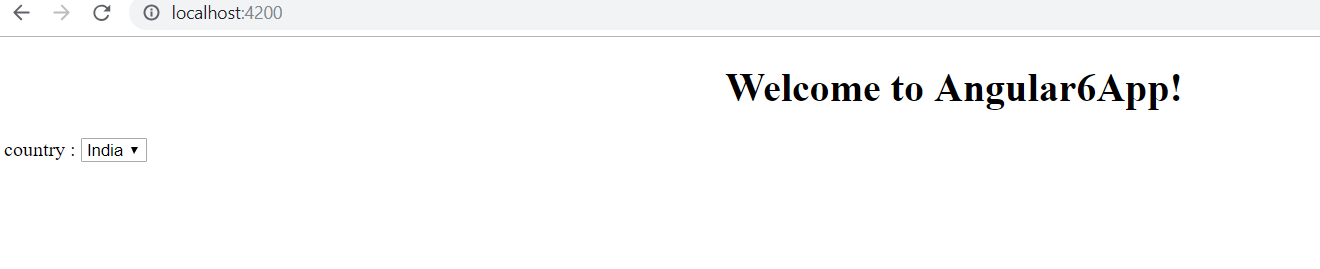 localhost:4200
Welcome to Angular6App!
country : India